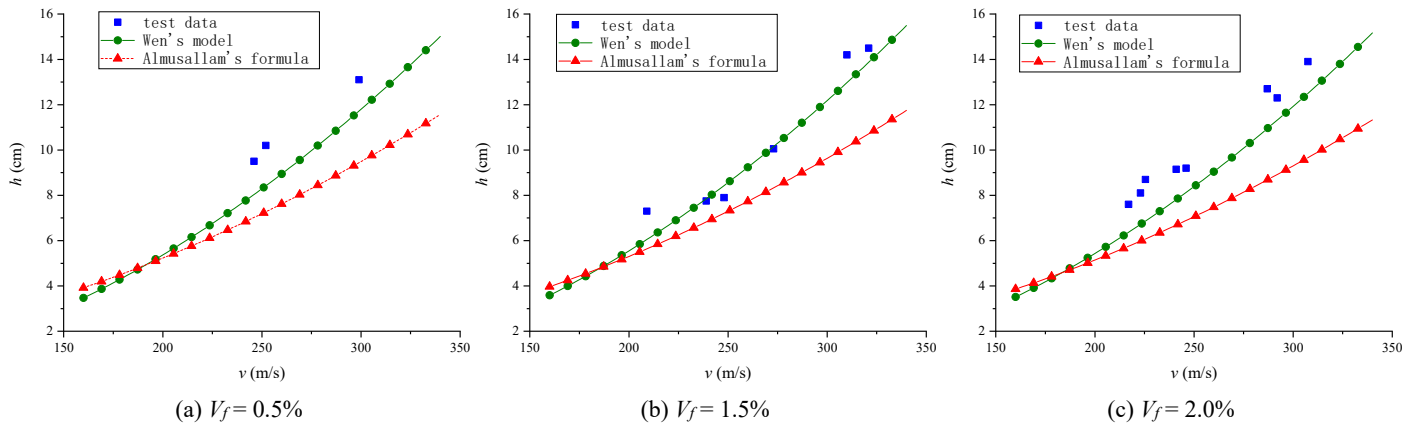 16
14
12
10
8
6
4
2
h (cm)
test data
Wen's model
Almusallam's formula
150
200
250
300
350
v (m/s)
(a) Vf = 0.5%
16
14
12
10
8
6
4
2
h (cm)
test data
Wen's model
Almusallam's formula
150
200
250
300
350
v (m/s)
(b) Vf = 1.5%
16
14
12
10
8
6
4
2
h (cm)
test data
Wen's model
Almusallam's formula
150
200
250
300
350
v (m/s)
(c) Vf = 2.0%